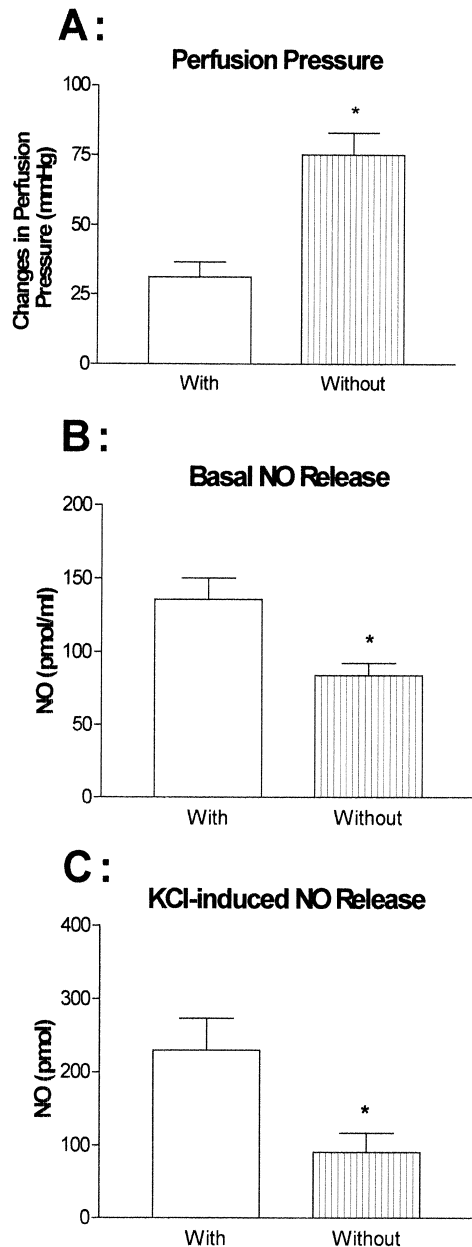 A:
Perfusion Pressure
Changes in Perfusion
Pressure (mmHg)
100
75
50
25
0
*
With
Without
B:
Basal NO Release
NO (pmol/ml)
200
150
100
50
0
*
With
Without
C:
KCl-induced NO Release
NO (pmol)
400
300
200
100
0
*
With
Without